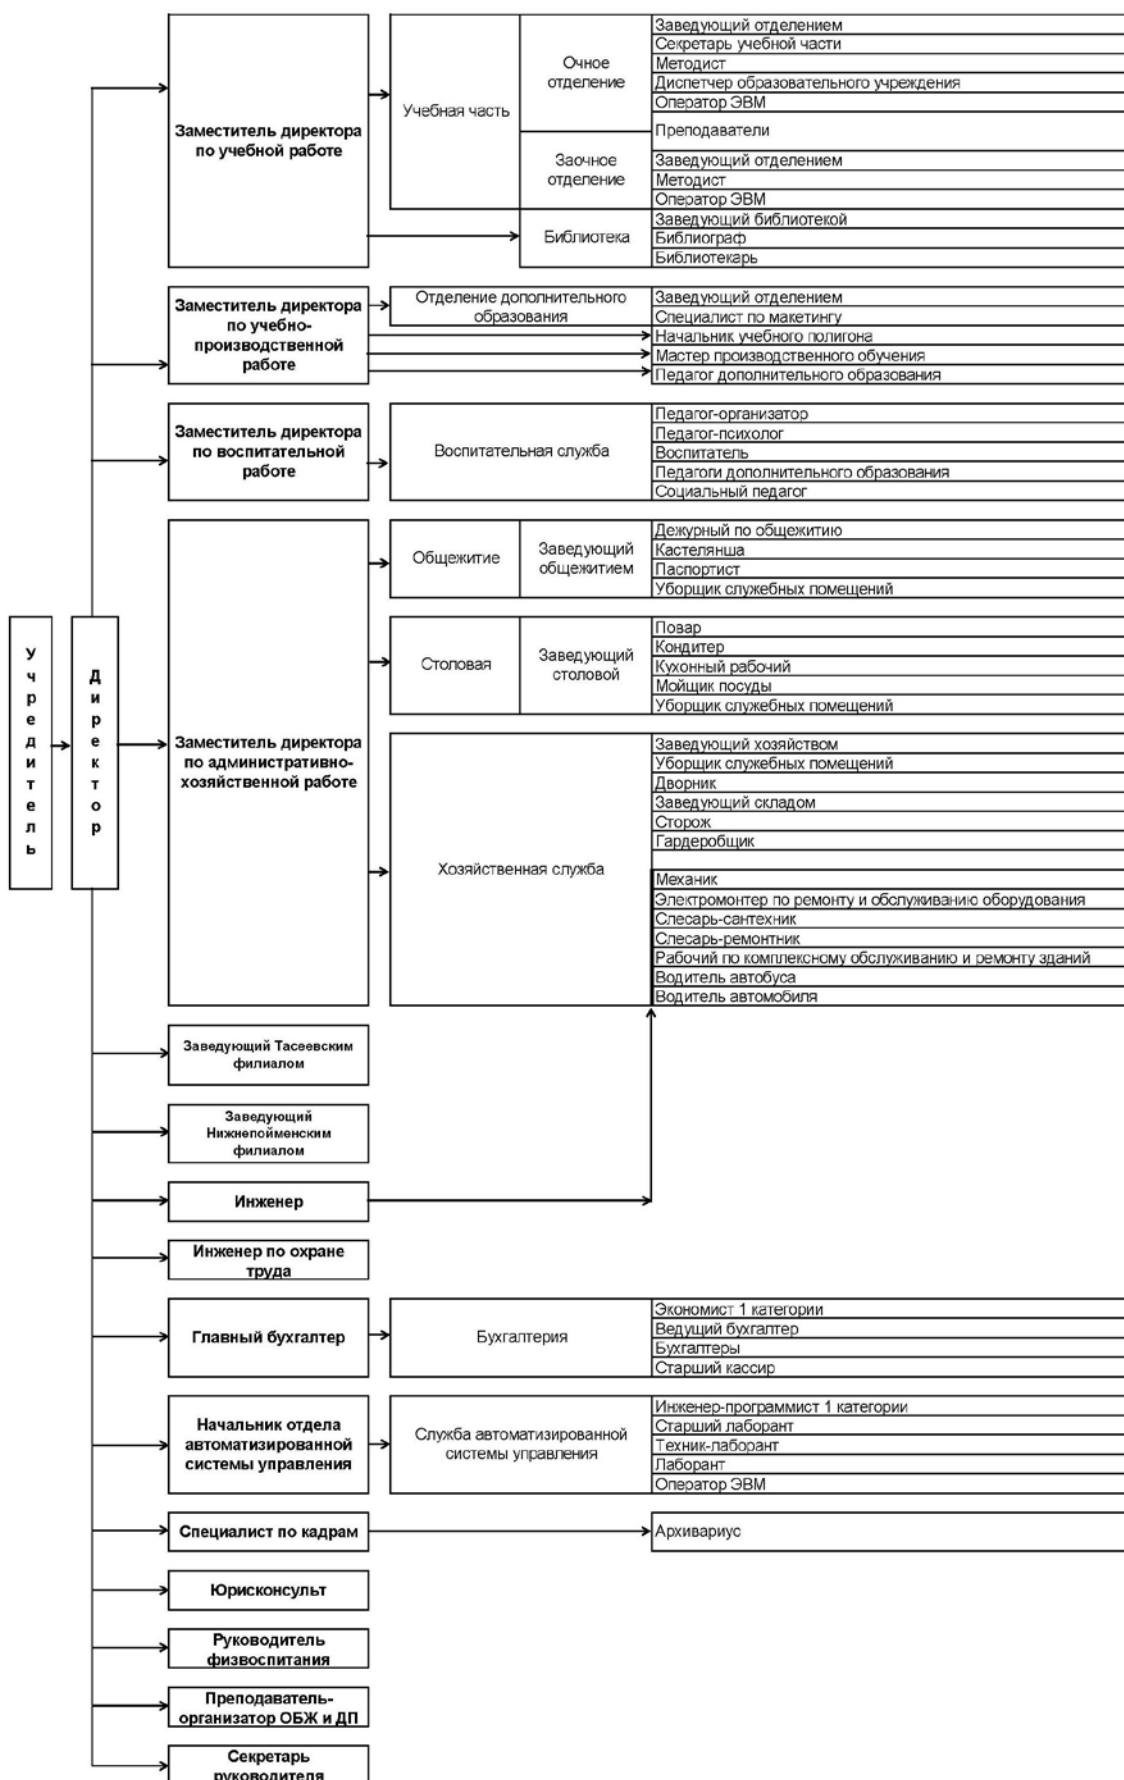 Учредитель
Директор
Заместитель директора
по учебной работе
Учебная часть
Очное
отделение
Заведующий отделением
Секретарь учебной части
Методист
Диспетчер образовательного учреждения
Оператор ЭВМ
Преподаватели
Заочное
отделение
Заведующий отделением
Методист
Оператор ЭВМ
Библиотека
Заведующий библиотекой
Библиограф
Библиотекарь
Заместитель директора
по учебно-
производственной
работе
Отделение дополнительного
образования
Заведующий отделением
Специалист по макетингу
Начальник учебного полигона
Мастер производственного обучения
Педагог дополнительного образования
Заместитель директора
по воспитательной
работе
Воспитательная служба
Педагог-организатор
Педагог-психолог
Воспитатель
Педагоги дополнительного образования
Социальный педагог
Заместитель директора
по административно-
хозяйственной работе
Общежитие
Заведующий
общежитием
Дежурный по общежитию
Кастелянша
Паспортист
Уборщик служебных помещений
Столовая
Заведующий
столовой
Повар
Кондитер
Кухонный рабочий
Мойщик посуды
Уборщик служебных помещений
Хозяйственная служба
Заведующий хозяйством
Уборщик служебных помещений
Дворник
Заведующий складом
Сторож
Гардеробщик
Механик
Электромонтер по ремонту и обслуживанию оборудования
Слесарь-сантехник
Слесарь-ремонтник
Рабочий по комплексному обслуживанию и ремонту зданий
Водитель автобуса
Водитель автомобиля
Заведующий Тасеевским
филиалом
Заведующий
Нижнепойменским
филиалом
Инженер
Инженер по охране
труда
Главный бухгалтер
Бухгалтерия
Экономист 1 категории
Ведущий бухгалтер
Бухгалтеры
Старший кассир
Начальник отдела
автоматизированной
системы управления
Служба автоматизированной
системы управления
Инженер-программист 1 категории
Старший лаборант
Техник-лаборант
Лаборант
Оператор ЭВМ
Специалист по кадрам
Архивариус
Юрисконсульт
Руководитель
физвоспитания
Преподаватель-
организатор ОБЖ и ДП
Секретарь
руководителя